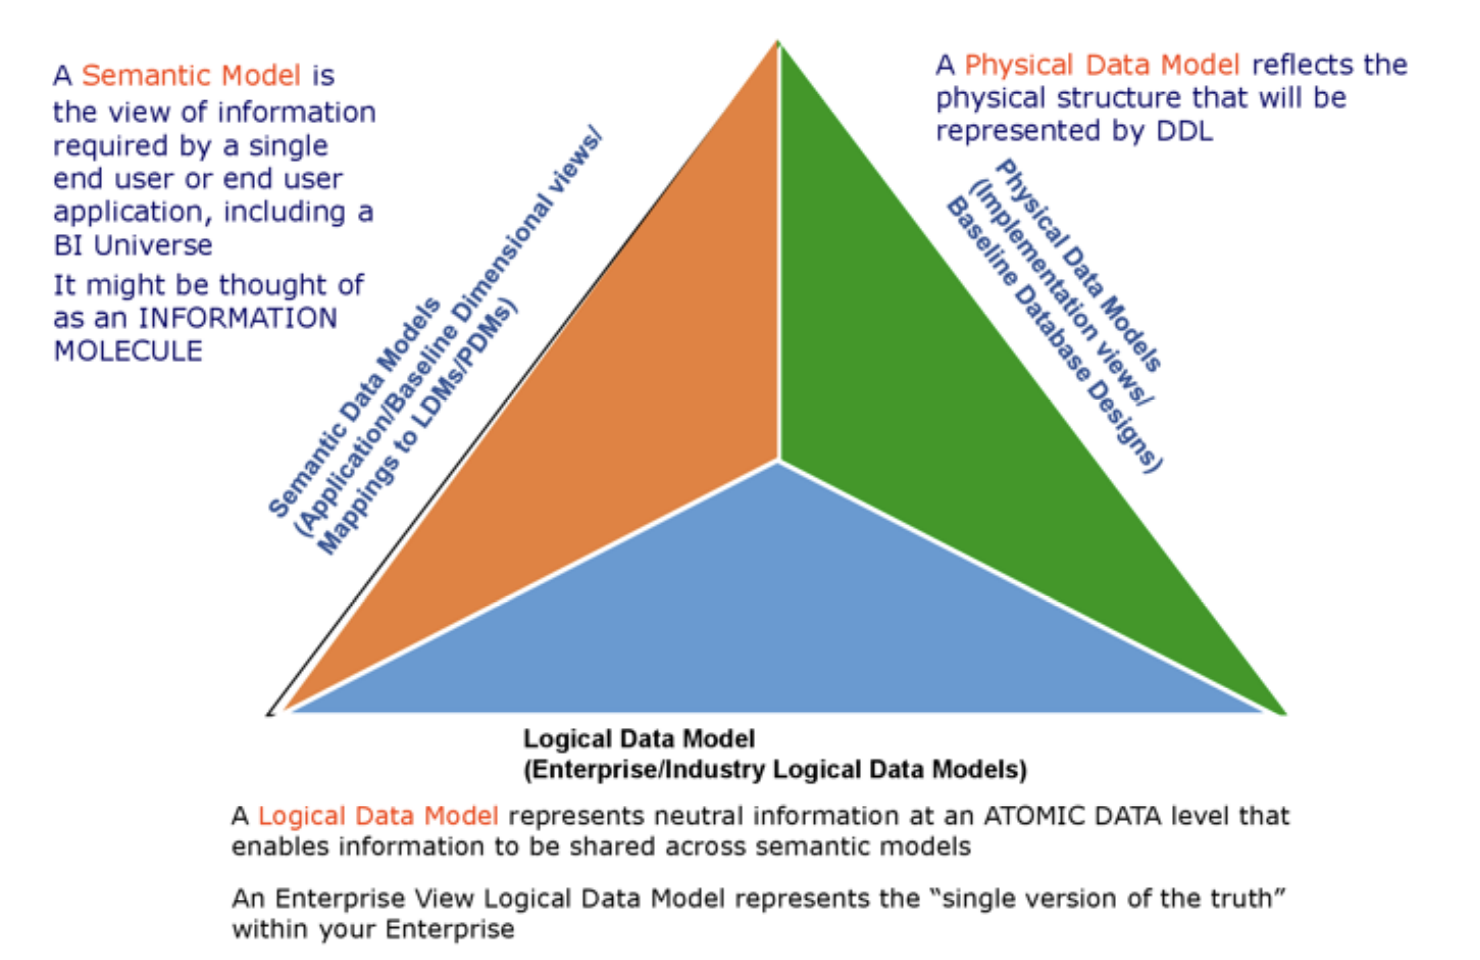 A Semantic Model is
the view of information
required by a single
end user or end user
application, including a
BI Universe
It might be thought of
as an INFORMATION
MOLECULE
Semantic Data Models
(Application/Baseline Dimensional views/
Mappings to LDMs/PDMs)
A Physical Data Model reflects the
physical structure that will be
represented by DDL
Physical Data Models
(Implementation views/
Baseline Database Designs)
Logical Data Model
(Enterprise/Industry Logical Data Models)
A Logical Data Model represents neutral information at an ATOMIC DATA level that
enables information to be shared across semantic models
An Enterprise View Logical Data Model represents the “single version of the truth”
within your Enterprise